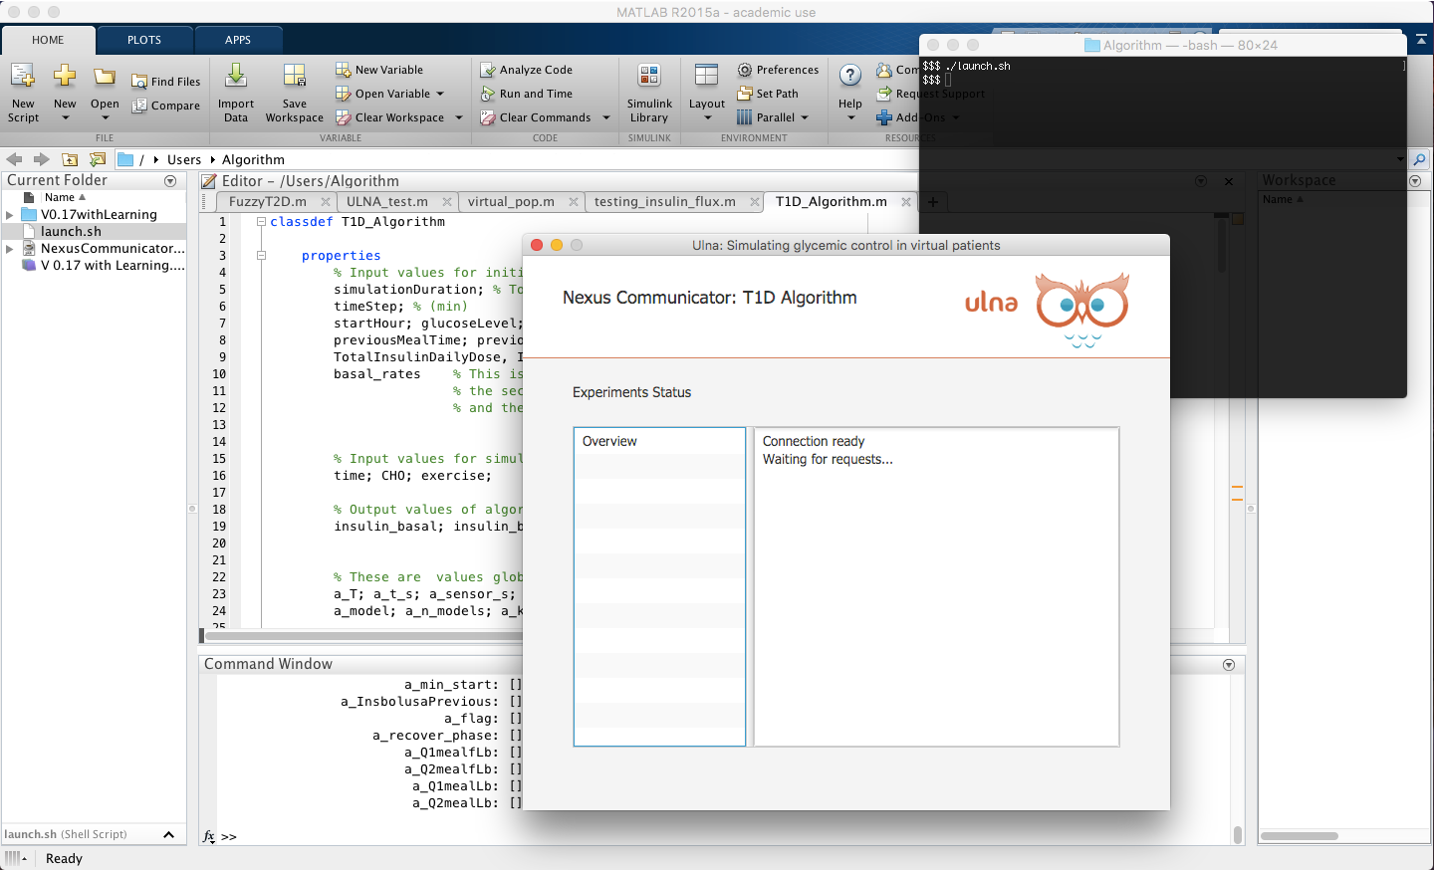 MATLAB R2015a - academic use
HOME PLOTS APPS
Algorithm — -bash — 80×24
$$$ ./launch.sh
$$$
New Script
New
Open
Find Files
Compare
FILE
Import Data
Save Workspace
New Variable
Open Variable
Clear Workspace
VARIABLE
Analyze Code
Run and Time
Clear Commands
CODE
Simulink Library
SIMULINK
Layout
Preferences
Set Path
Parallel
ENVIRONMENT
Help
Com
Request Support
Add-Ons
RESOURC
/ Users Algorithm
Current Folder
Name
V0.17withLearning
launch.sh
NexusCommunicator...
V 0.17 with Learning....
launch.sh (Shell Script)
Editor - /Users/Algorithm
FuzzyT2D.m ULNA_test.m virtual_pop.m testing_insulin_flux.m T1D_Algorithm.m
1 classdef T1D_Algorithm
2
3 properties
4 % Input values for initi
5 simulationDuration; % To
6 timeStep; % (min)
7 startHour; glucoseLevel;
8 previousMealTime; previo
9 TotalInsulinDailyDose, I
10 basal_rates % This is
11 % the sec
12 % and the
13
14
15 % Input values for simul
16 time; CHO; exercise;
17
18 % Output values of algor
19 insulin_basal; insulin_b
20
21
22 % These are values glob
23 a_T; a_t_s; a_sensor_s;
24 a_model; a_n_models; a_k
25
Workspace
Name
Ulna: Simulating glycemic control in virtual patients
Nexus Communicator: T1D Algorithm
ulna
Experiments Status
Overview
Connection ready
Waiting for requests...
Command Window
a_min_start: []
a_InsbolusaPrevious: []
a_flag: []
a_recover_phase: []
a_Q1mealfLb: []
a_Q2mealfLb: []
a_Q1mealLb: []
a_Q2mealLb: []
fx >>
Ready